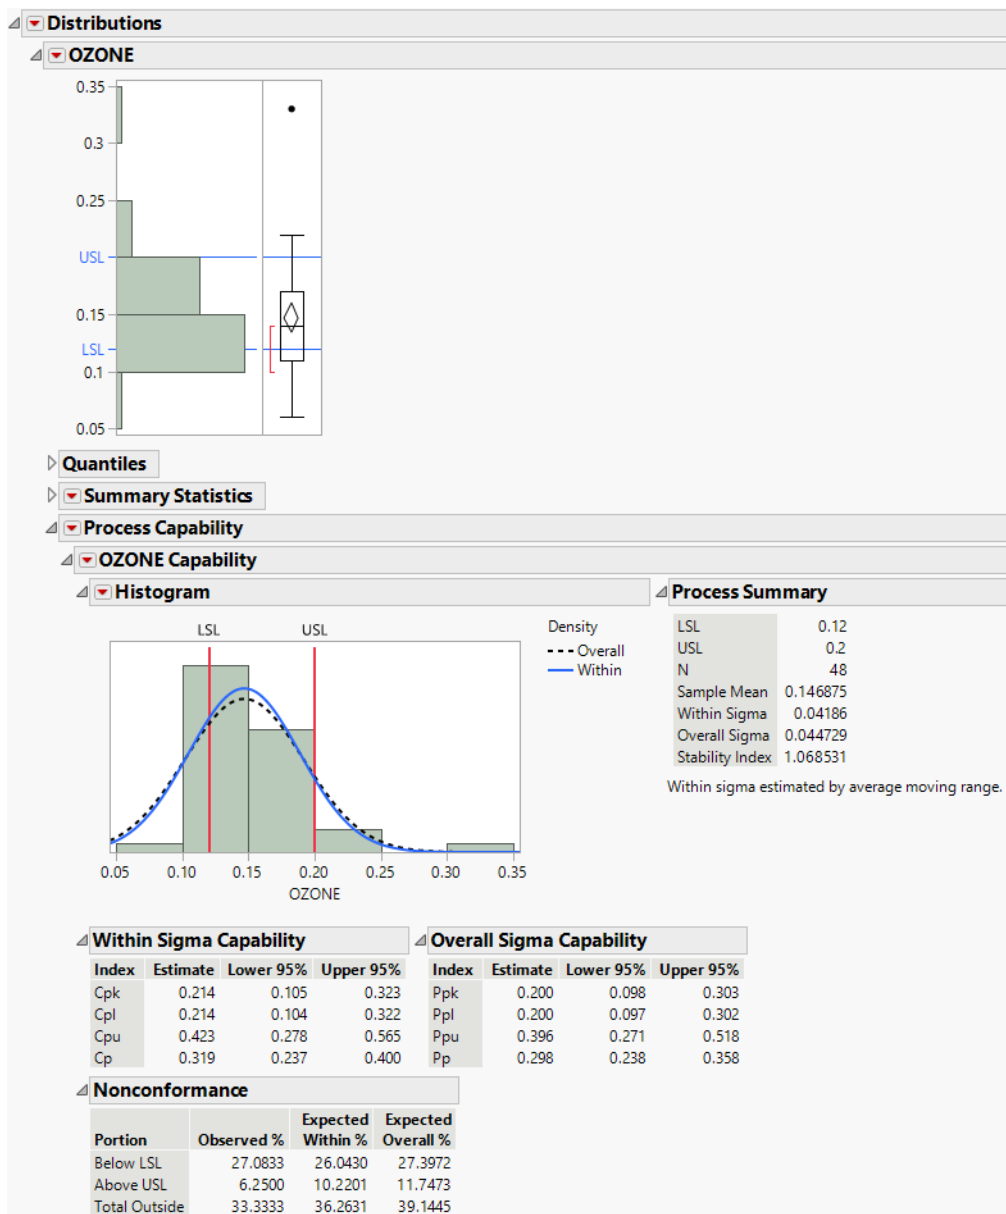 Distributions
OZONE
0.35
0.3
0.25
USL
0.15
LSL
0.1
0.05
Quantiles
Summary Statistics
Process Capability
OZONE Capability
Histogram
LSL USL
0.05 0.10 0.15 0.20 0.25 0.30 0.35
OZONE
Density
Overall
Within
Process Summary
LSL 0.12
USL 0.2
N 48
Sample Mean 0.146875
Within Sigma 0.04186
Overall Sigma 0.044729
Stability Index 1.068531
Within sigma estimated by average moving range.
Within Sigma Capability
Index Estimate Lower 95% Upper 95%
Cpk 0.214 0.105 0.323
Cpl 0.214 0.104 0.322
Cpu 0.423 0.278 0.565
Cp 0.319 0.237 0.400
Overall Sigma Capability
Index Estimate Lower 95% Upper 95%
Ppk 0.200 0.098 0.303
Ppl 0.200 0.097 0.302
Ppu 0.396 0.271 0.518
Pp 0.298 0.238 0.358
Nonconformance
Expected Expected
Portion Observed % Within % Overall %
Below LSL 27.0833 26.0430 27.3972
Above USL 6.2500 10.2201 11.7473
Total Outside 33.3333 36.2631 39.1445